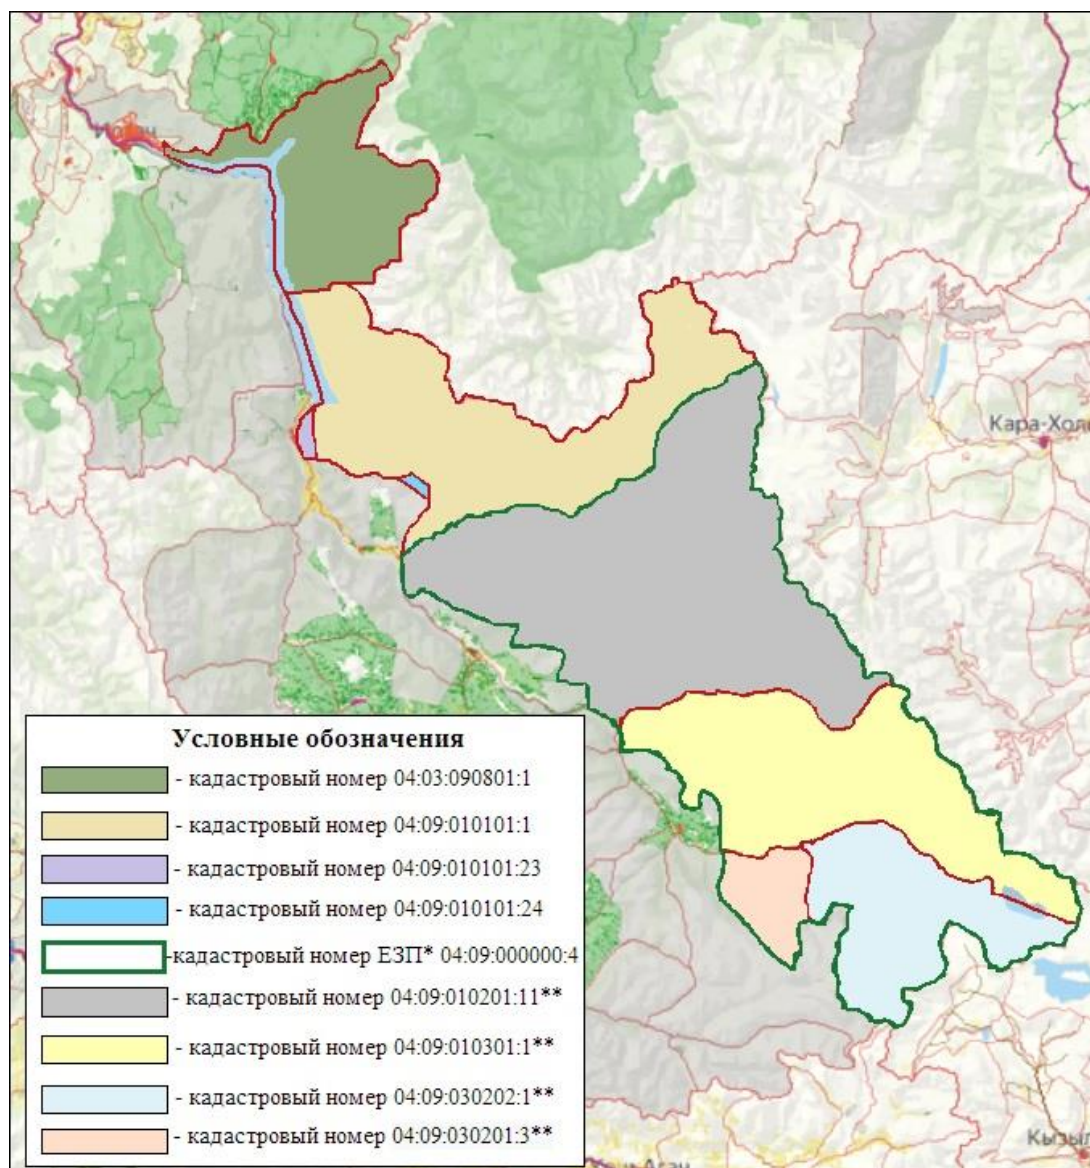 Кара-Хол
Условные обозначения
- кадастровый номер 04:03:090801:1
- кадастровый номер 04:09:010101:1
- кадастровый номер 04:09:010101:23
- кадастровый номер 04:09:010101:24
-кадастровый номер ЕЗП* 04:09:000000:4
- кадастровый номер 04:09:010201:11**
- кадастровый номер 04:09:010301:1**
- кадастровый номер 04:09:030202:1**
- кадастровый номер 04:09:030201:3**
Кызыл